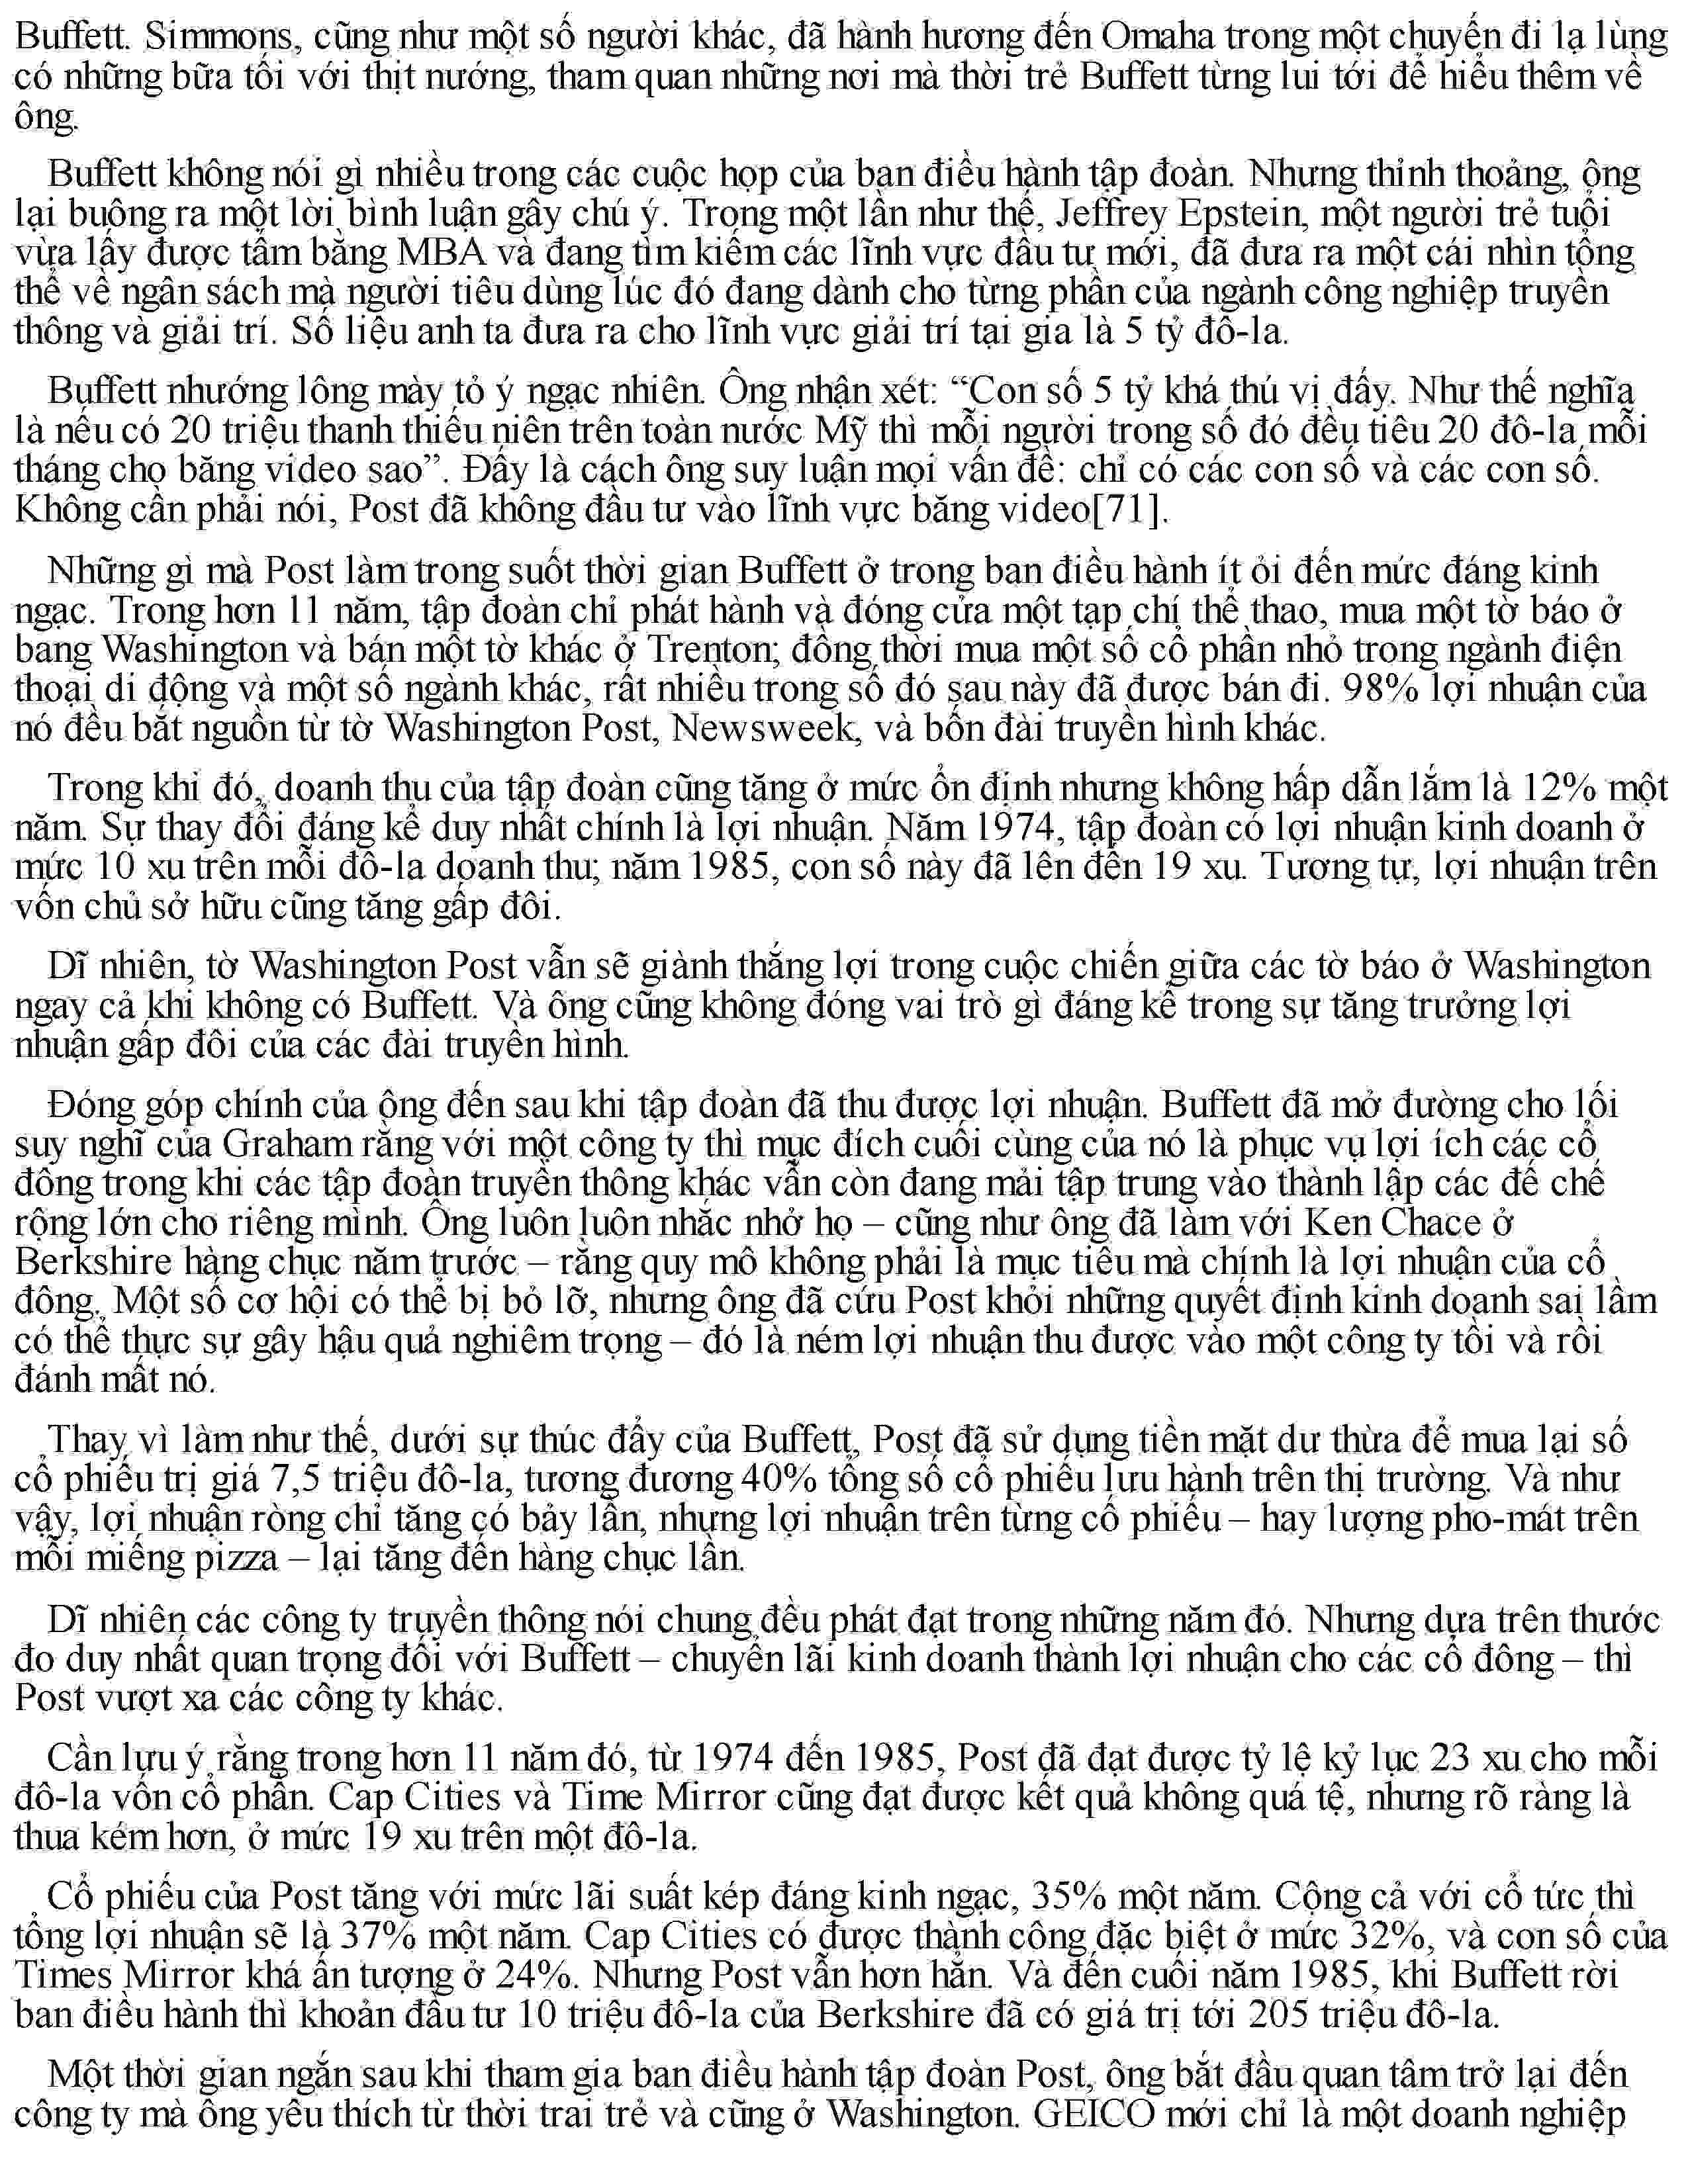 Buffett. Simmons, cũng như một số người khác, đã hành hương đến Omaha trong một chuyến đi lạ lùng
có những bữa tối với thịt nướng, tham quan những nơi mà thời trẻ Buffett từng lui tới để hiểu thêm về
ông.
Buffett không nói gì nhiều trong các cuộc họp của ban điều hành tập đoàn. Nhưng thỉnh thoảng, ông
lại buông ra một lời bình luận gây chú ý. Trong một lần như thế, Jeffrey Epstein, một người trẻ tuổi
vừa lấy được tấm bằng MBA và đang tìm kiếm các lĩnh vực đầu tư mới, đã đưa ra một cái nhìn tổng
thể về ngân sách mà người tiêu dùng lúc đó đang dành cho từng phần của ngành công nghiệp truyền
thông và giải trí. Số liệu anh ta đưa ra cho lĩnh vực giải trí tại gia là 5 tỷ đô-la.
Buffett nhướng lông mày tỏ ý ngạc nhiên. Ông nhận xét: “Con số 5 tỷ khá thú vị đấy. Như thế nghĩa
là nếu có 20 triệu thanh thiếu niên trên toàn nước Mỹ thì mỗi người trong số đó đều tiêu 20 đô-la mỗi
tháng cho băng video sao”. Đấy là cách ông suy luận mọi vấn đề: chỉ có các con số và các con số.
Không cần phải nói, Post đã không đầu tư vào lĩnh vực băng video[71].
Những gì mà Post làm trong suốt thời gian Buffett ở trong ban điều hành ít ỏi đến mức đáng kinh
ngạc. Trong hơn 11 năm, tập đoàn chỉ phát hành và đóng cửa một tạp chí thể thao, mua một tờ báo ở
bang Washington và bán một tờ khác ở Trenton; đồng thời mua một số cổ phần nhỏ trong ngành điện
thoại di động và một số ngành khác, rất nhiều trong số đó sau này đã được bán đi. 98% lợi nhuận của
nó đều bắt nguồn từ tờ Washington Post, Newsweek, và bốn đài truyền hình khác.
Trong khi đó, doanh thu của tập đoàn cũng tăng ở mức ổn định nhưng không hấp dẫn lắm là 12% một
năm. Sự thay đổi đáng kể duy nhất chính là lợi nhuận. Năm 1974, tập đoàn có lợi nhuận kinh doanh ở
mức 10 xu trên mỗi đô-la doanh thu; năm 1985, con số này đã lên đến 19 xu. Tương tự, lợi nhuận trên
vốn chủ sở hữu cũng tăng gấp đôi.
Dĩ nhiên, tờ Washington Post vẫn sẽ giành thắng lợi trong cuộc chiến giữa các tờ báo ở Washington
ngay cả khi không có Buffett. Và ông cũng không đóng vai trò gì đáng kể trong sự tăng trưởng lợi
nhuận gấp đôi của các đài truyền hình.
Đóng góp chính của ông đến sau khi tập đoàn đã thu được lợi nhuận. Buffett đã mở đường cho lối
suy nghĩ của Graham rằng với một công ty thì mục đích cuối cùng của nó là phục vụ lợi ích các cổ
đông trong khi các tập đoàn truyền thông khác vẫn còn đang mải tập trung vào thành lập các đế chế
rộng lớn cho riêng mình. Ông luôn luôn nhắc nhở họ – cũng như ông đã làm với Ken Chace ở
Berkshire hàng chục năm trước – rằng quy mô không phải là mục tiêu mà chính là lợi nhuận của cổ
đông. Một số cơ hội có thể bị bỏ lỡ, nhưng ông đã cứu Post khỏi những quyết định kinh doanh sai lầm
có thể thực sự gây hậu quả nghiêm trọng – đó là ném lợi nhuận thu được vào một công ty tồi và rồi
đánh mất nó.
Thay vì làm như thế, dưới sự thúc đẩy của Buffett, Post đã sử dụng tiền mặt dư thừa để mua lại số
cổ phiếu trị giá 7,5 triệu đô-la, tương đương 40% tổng số cổ phiếu lưu hành trên thị trường. Và như
vậy, lợi nhuận ròng chỉ tăng có bảy lần, nhưng lợi nhuận trên từng cổ phiếu – hay lượng pho-mát trên
mỗi miếng pizza – lại tăng đến hàng chục lần.
Dĩ nhiên các công ty truyền thông nói chung đều phát đạt trong những năm đó. Nhưng dựa trên thước
đo duy nhất quan trọng đối với Buffett – chuyển lãi kinh doanh thành lợi nhuận cho các cổ đông – thì
Post vượt xa các công ty khác.
Cần lưu ý rằng trong hơn 11 năm đó, từ 1974 đến 1985, Post đã đạt được tỷ lệ kỷ lục 23 xu cho mỗi
đô-la vốn cổ phần. Cap Cities và Time Mirror cũng đạt được kết quả không quá tệ, nhưng rõ ràng là
thua kém hơn, ở mức 19 xu trên một đô-la.
Cổ phiếu của Post tăng với mức lãi suất kép đáng kinh ngạc, 35% một năm. Cộng cả với cổ tức thì
tổng lợi nhuận sẽ là 37% một năm. Cap Cities có được thành công đặc biệt ở mức 32%, và con số của
Times Mirror khá ấn tượng ở 24%. Nhưng Post vẫn hơn hẳn. Và đến cuối năm 1985, khi Buffett rời
ban điều hành thì khoản đầu tư 10 triệu đô-la của Berkshire đã có giá trị tới 205 triệu đô-la.
Một thời gian ngắn sau khi tham gia ban điều hành tập đoàn Post, ông bắt đầu quan tâm trở lại đến
công ty mà ông yêu thích từ thời trai trẻ và cũng ở Washington. GEICO mới chỉ là một doanh nghiệp